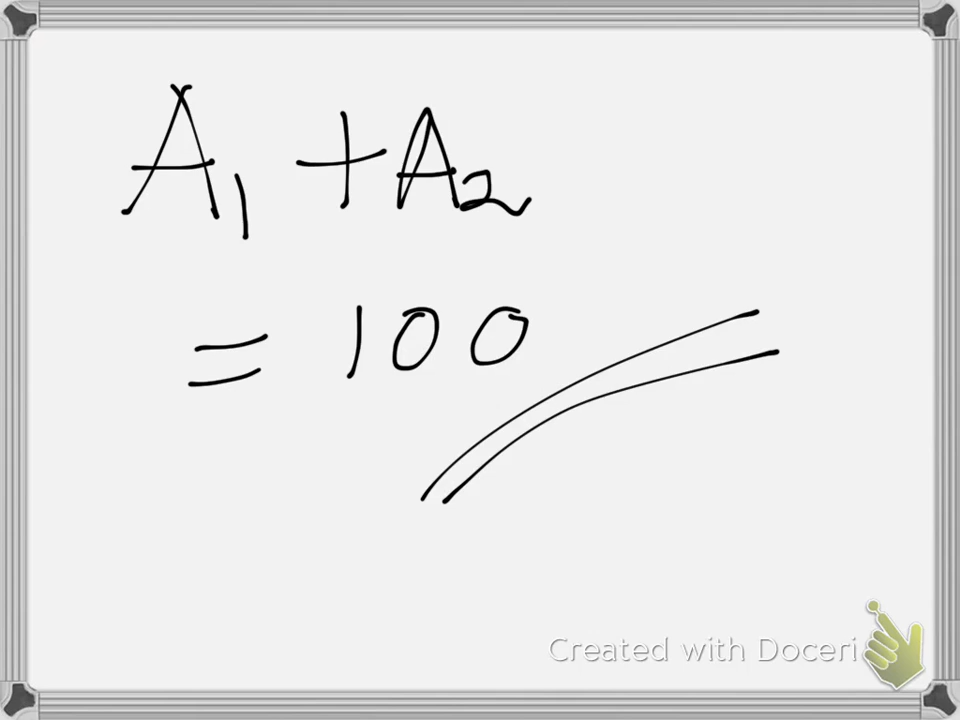 A₁ + A₂
= 100
Created with Doceri